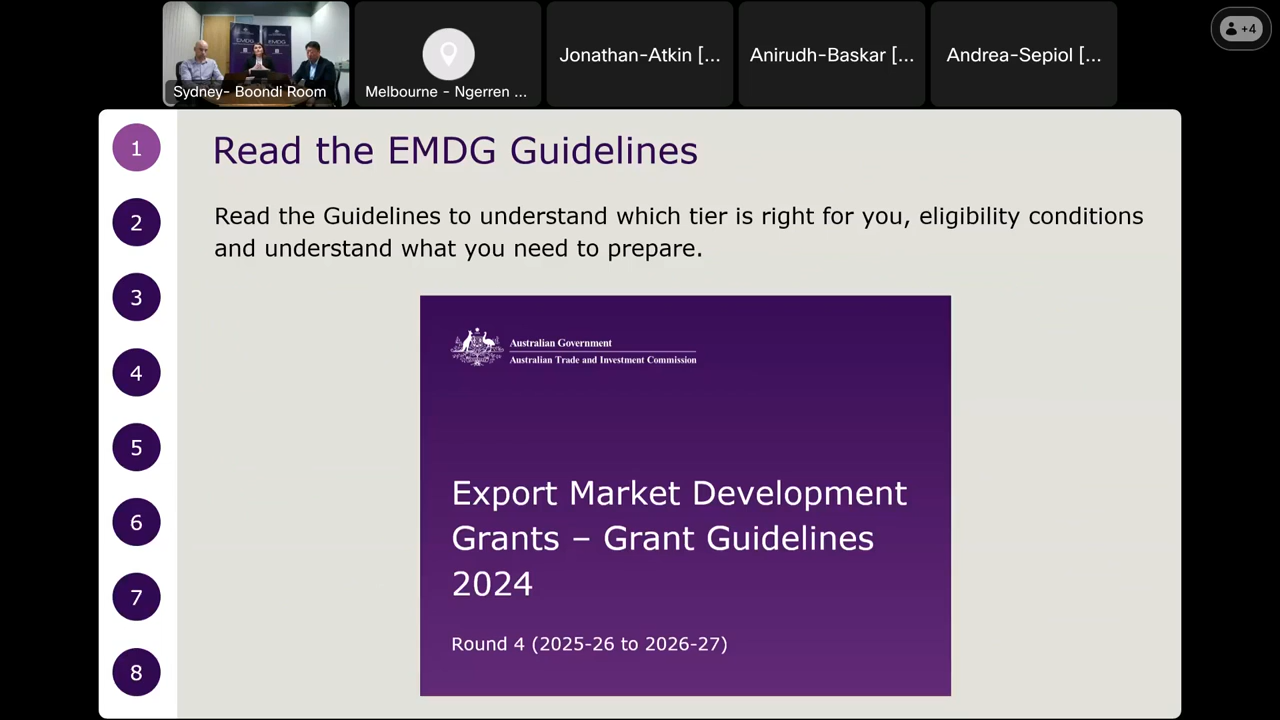 EMDG
EMDG
Sydney- Boondi Room
Melbourne - Ngerren ...
Jonathan-Atkin [...
Anirudh-Baskar [...
Andrea-Sepiol [...
+4
1
2
3
4
5
6
7
8
Read the EMDG Guidelines
Read the Guidelines to understand which tier is right for you, eligibility conditions
and understand what you need to prepare.
Australian Government
Australian Trade and Investment Commission
Export Market Development
Grants – Grant Guidelines
2024
Round 4 (2025-26 to 2026-27)